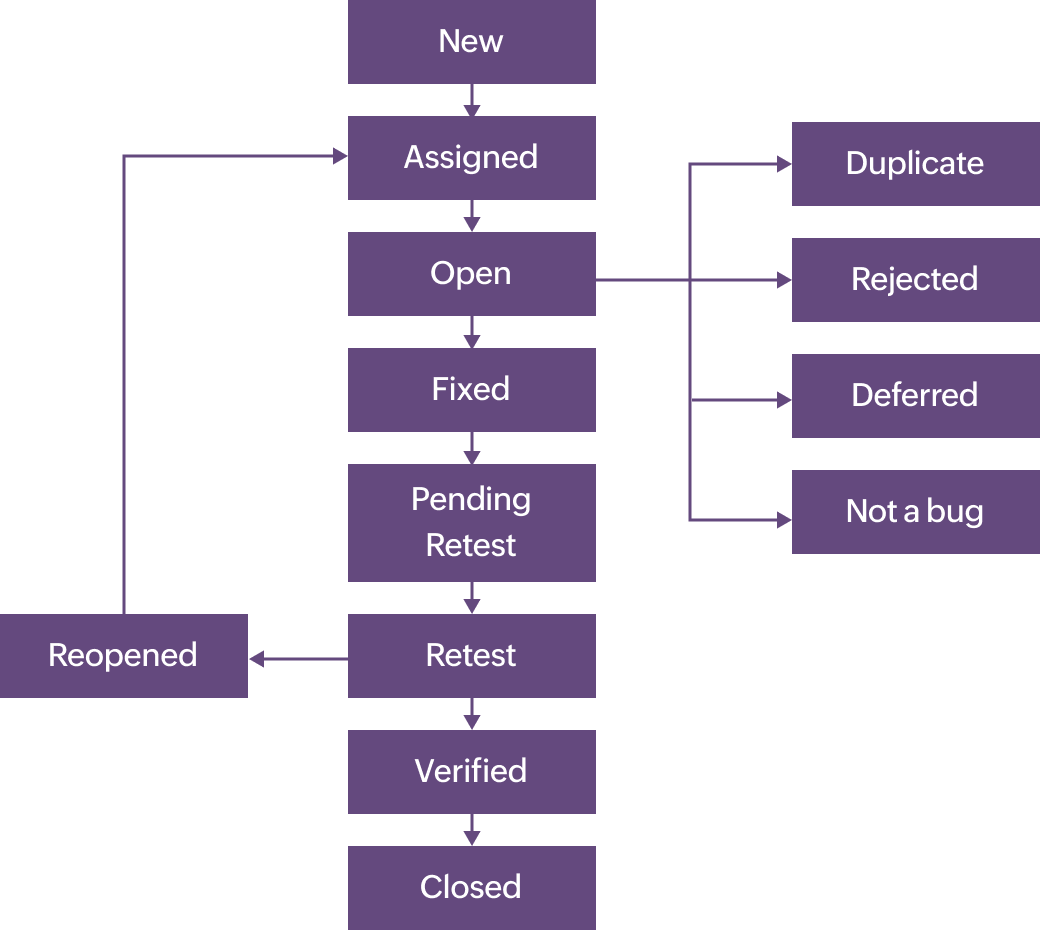 New
Assigned
Open
Fixed
Pending
Retest
Retest
Verified
Closed
Reopened
Duplicate
Rejected
Deferred
Not a bug